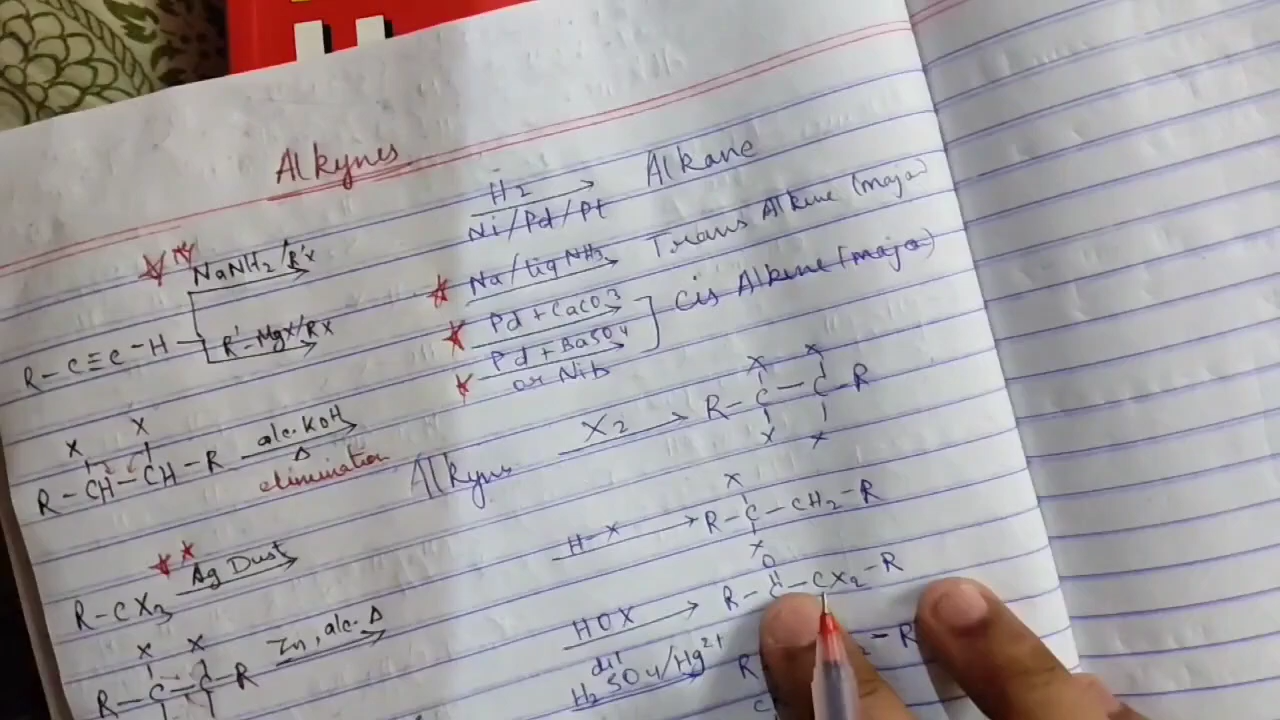 Alkynes
H2
Ni/Pd/Pt
Alkane
NaNH2/R'X
Na/liq NH3
Trans Alkene (major)
R-C≡C-H
R'-MgX/RX
Pd + CaCO3
Pd + BaSO4
or Nib
Cis Alkene (major)
X X
R-CH-CH-R
alc. KOH
Δ
elimination
Alkyns
X2
X X
R-C-C-R
X X
H-X
X
R-C-CH2-R
X
R-CX3
Ag Dust
HOX
O
R-C-CX2-R
X X
R-C-C-R
Zn, alc. Δ
dil
H2SO4/Hg2+
R
-R